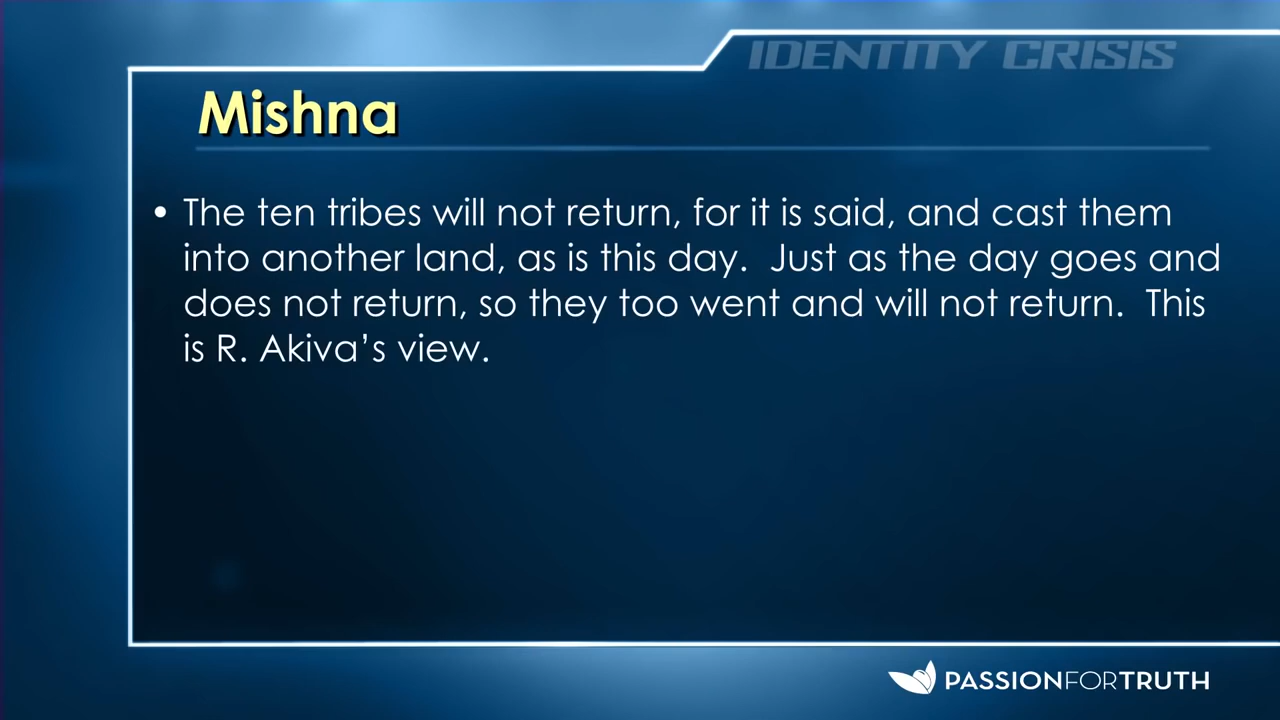 IDENTITY CRISIS
Mishna
• The ten tribes will not return, for it is said, and cast them
into another land, as is this day.  Just as the day goes and
does not return, so they too went and will not return.  This
is R. Akiva’s view.
PASSIONFORTRUTH